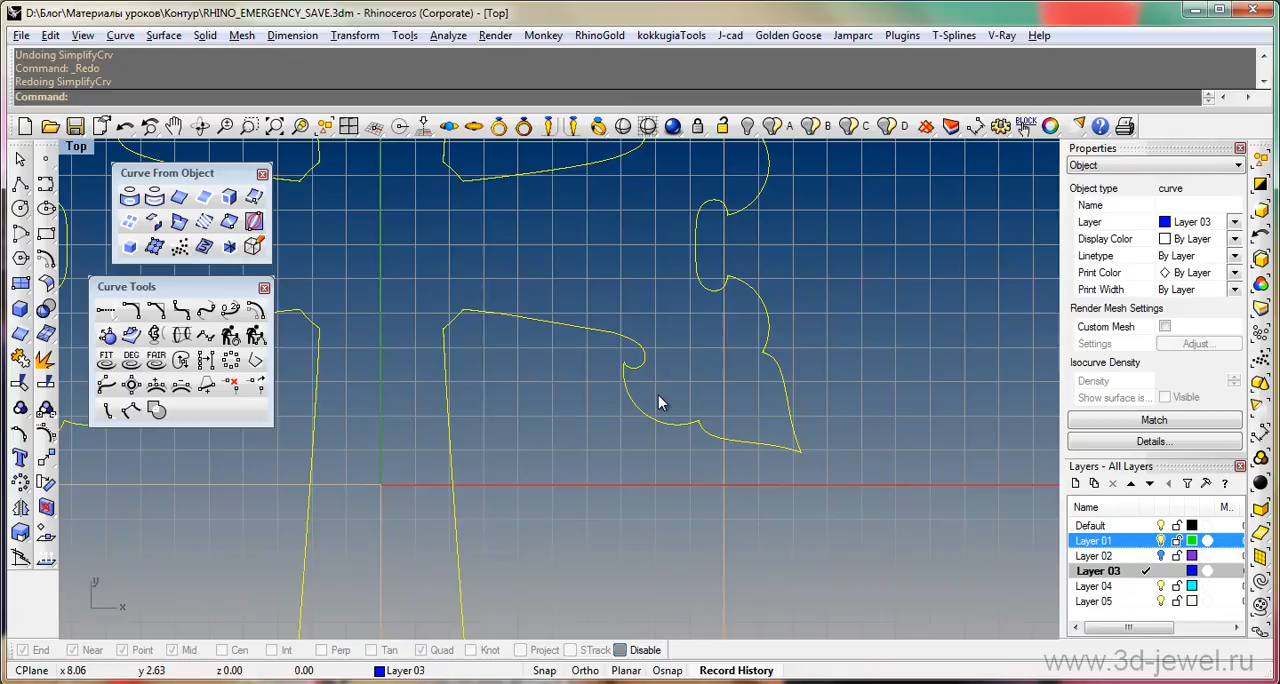 D:\Блог\Материалы уроков\Контур\RHINO_EMERGENCY_SAVE.3dm - Rhinoceros (Corporate) - [Top]
File Edit View Curve Surface Solid Mesh Dimension Transform Tools Analyze Render Monkey RhinoGold kokkugiaTools J-cad Golden Goose Jamparc Plugins T-Splines V-Ray Help
Undoing SimplifyCrv
Command: _Redo
Redoing SimplifyCrv
Command:
A B C D BLOCK
Top
Curve From Object
Curve Tools
FIT DEG FAIR
y
x
Properties
Object
Object type curve
Name
Layer Layer 03
Display Color By Layer
Linetype By Layer
Print Color By Layer
Print Width By Layer
Render Mesh Settings
Custom Mesh
Settings Adjust...
Isocurve Density
Density
Show surface is... Visible
Match
Details...
Layers - All Layers
Name M..
Default
Layer 01
Layer 02
Layer 03
Layer 04
Layer 05
End Near Point Mid Cen Int Perp Tan Quad Knot Project STrack Disable
CPlane x 8.06 y 2.63 0.00 Layer 03 Snap Ortho Planar Osnap Record History
www.3d-jewel.ru